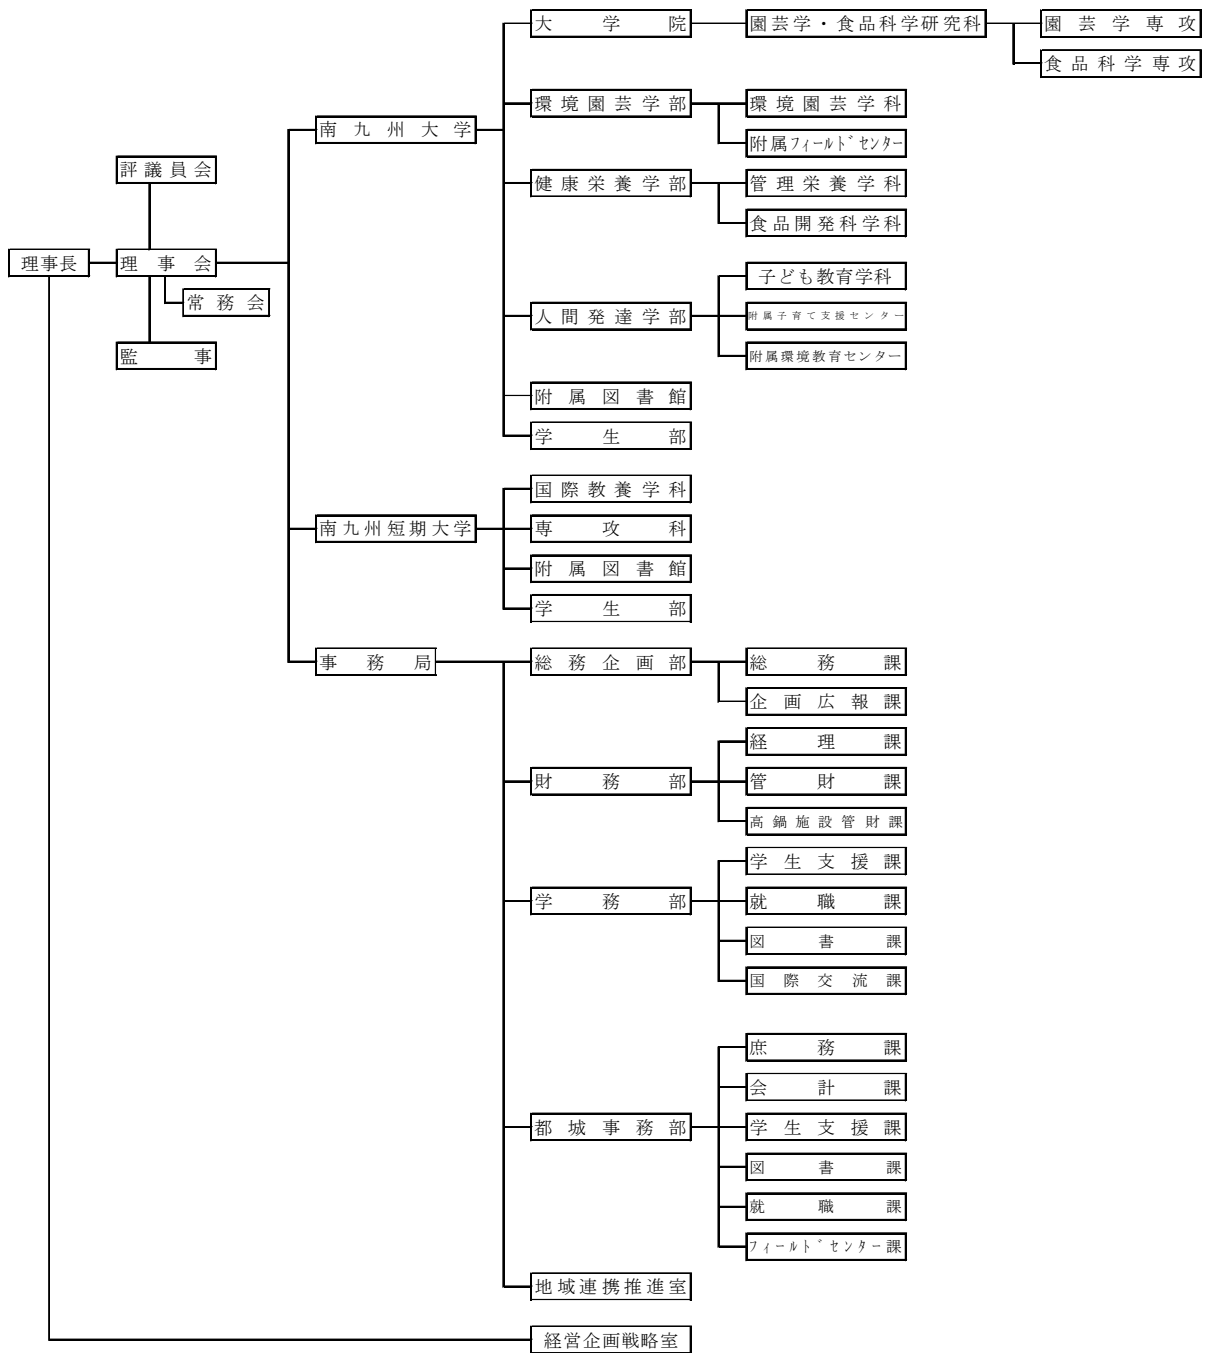 大学院
園芸学・食品科学研究科
園芸学専攻
食品科学専攻
環境園芸学部
環境園芸学科
南九州大学
附属フィールドセンター
評議員会
健康栄養学部
管理栄養学科
食品開発科学科
理事長
理事会
子ども教育学科
常務会
人間発達学部
附属子育て支援センター
監事
附属環境教育センター
附属図書館
学生部
国際教養学科
南九州短期大学
専攻科
附属図書館
学生部
事務局
総務企画部
総務課
企画広報課
経理課
財務部
管財課
高鍋施設管財課
学生支援課
学務部
就職課
図書課
国際交流課
庶務課
会計課
都城事務部
学生支援課
図書課
就職課
フィールドセンター課
地域連携推進室
経営企画戦略室